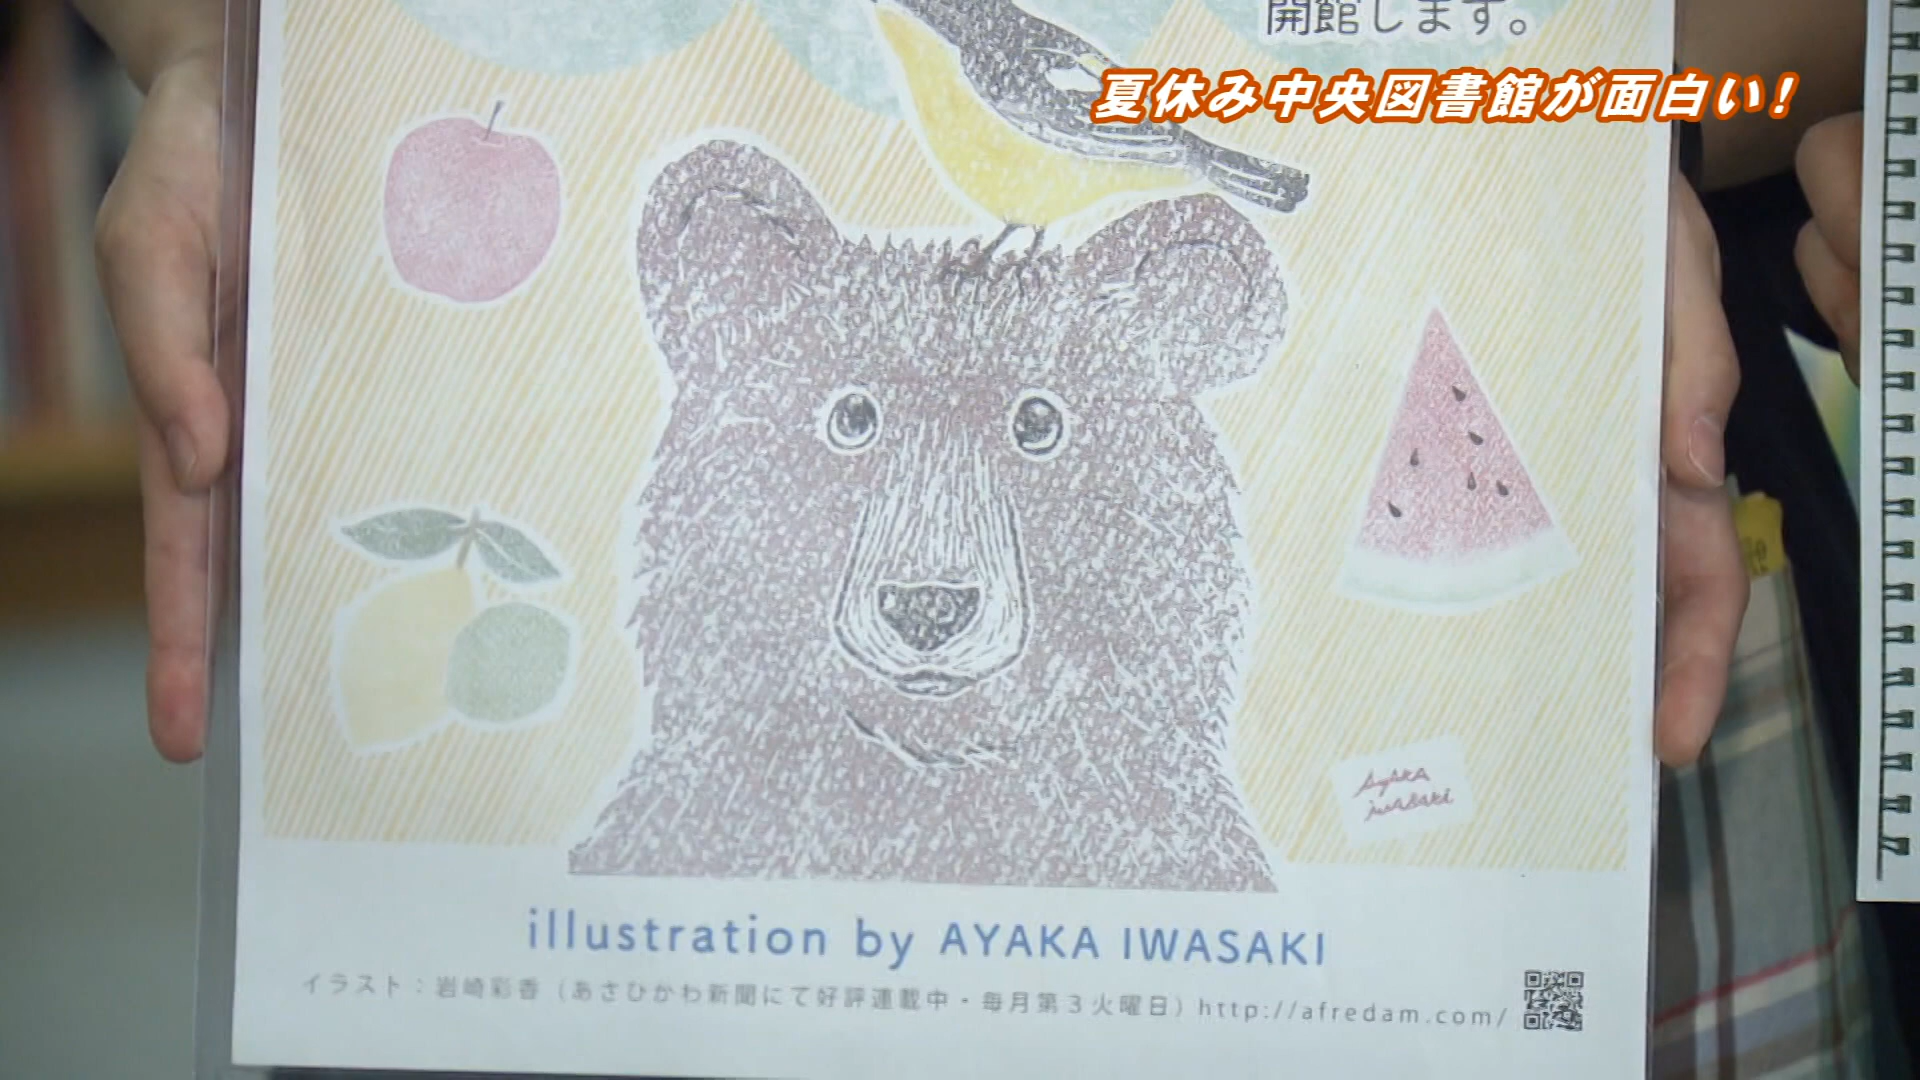 開館します。
夏休み中央図書館が面白い!
AYAKA
iwASAki
illustration by AYAKA IWASAKI
イラスト：岩崎彩香（あさひかわ新聞にて好評連載中・毎月第３火曜日）http://afredam.com/